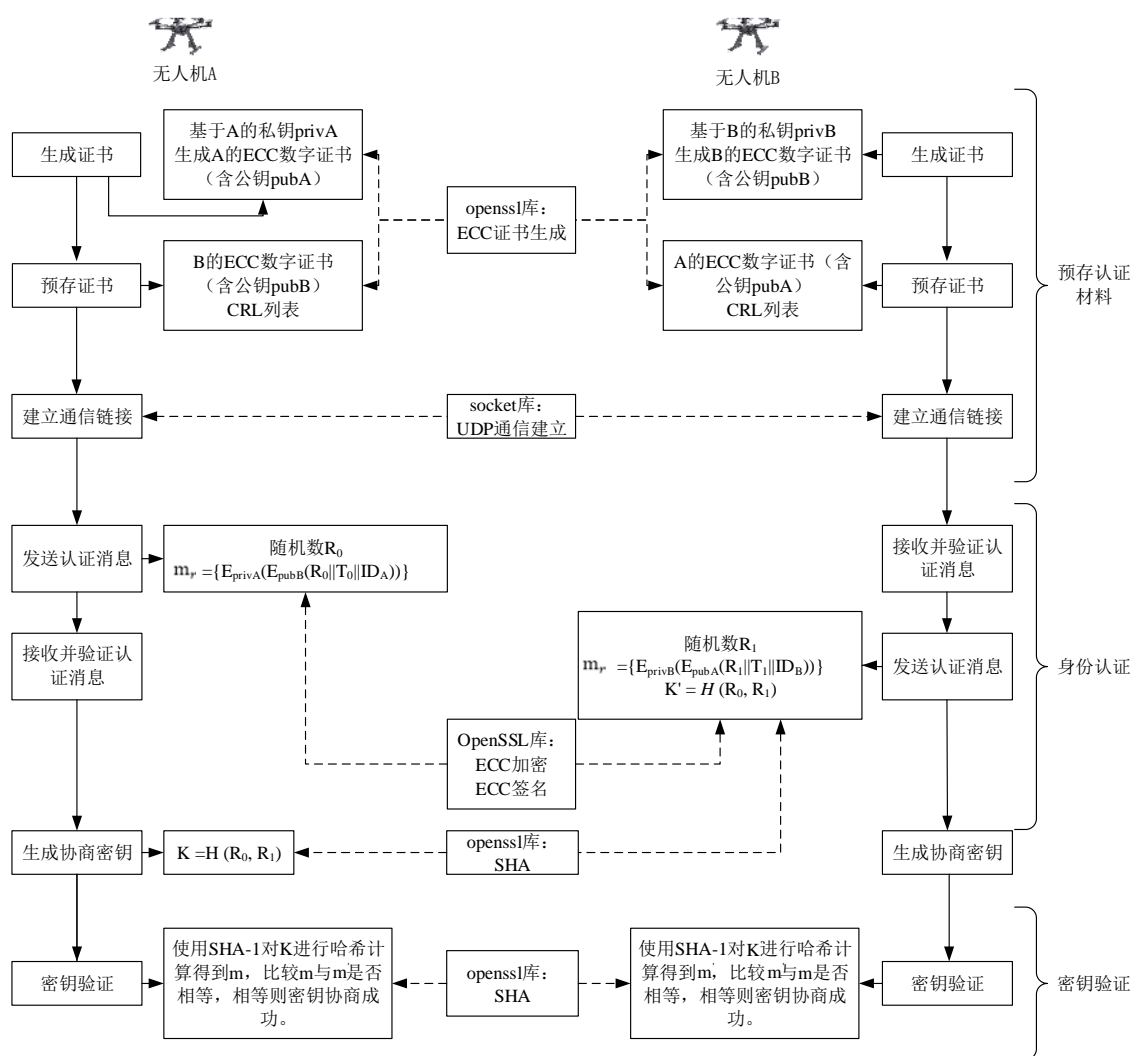 无人机A
无人机B
生成证书
基于A的私钥privA
生成A的ECC数字证书
（含公钥pubA）
openssl库：
ECC证书生成
基于B的私钥privB
生成B的ECC数字证书
（含公钥pubB）
生成证书
预存证书
B的ECC数字证书
（含公钥pubB）
CRL列表
A的ECC数字证书（含
公钥pubA）
CRL列表
预存证书
预存认证
材料
建立通信链接
socket库：
UDP通信建立
建立通信链接
发送认证消息
随机数R₀
mᵣ ={E_privA(E_pubB(R₀||T₀||ID_A))}
接收并验证认
证消息
接收并验证认
证消息
随机数R₁
mᵣ ={E_privB(E_pubA(R₁||T₁||ID_B))}
K' = H (R₀, R₁)
发送认证消息
身份认证
OpenSSL库：
ECC加密
ECC签名
生成协商密钥
K =H (R₀, R₁)
openssl库：
SHA
生成协商密钥
密钥验证
使用SHA-1对K进行哈希计
算得到m，比较m与m'是否
相等，相等则密钥协商成
功。
openssl库：
SHA
使用SHA-1对K进行哈希计
算得到m'，比较m'与m是否
相等，相等则密钥协商成
功。
密钥验证
密钥验证